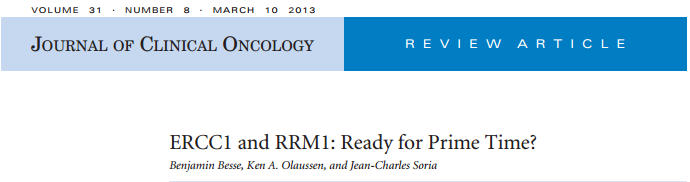 VOLUME 31 · NUMBER 8 · MARCH 10 2013
JOURNAL OF CLINICAL ONCOLOGY
REVIEW ARTICLE
ERCC1 and RRM1: Ready for Prime Time?
Benjamin Besse, Ken A. Olaussen, and Jean-Charles Soria